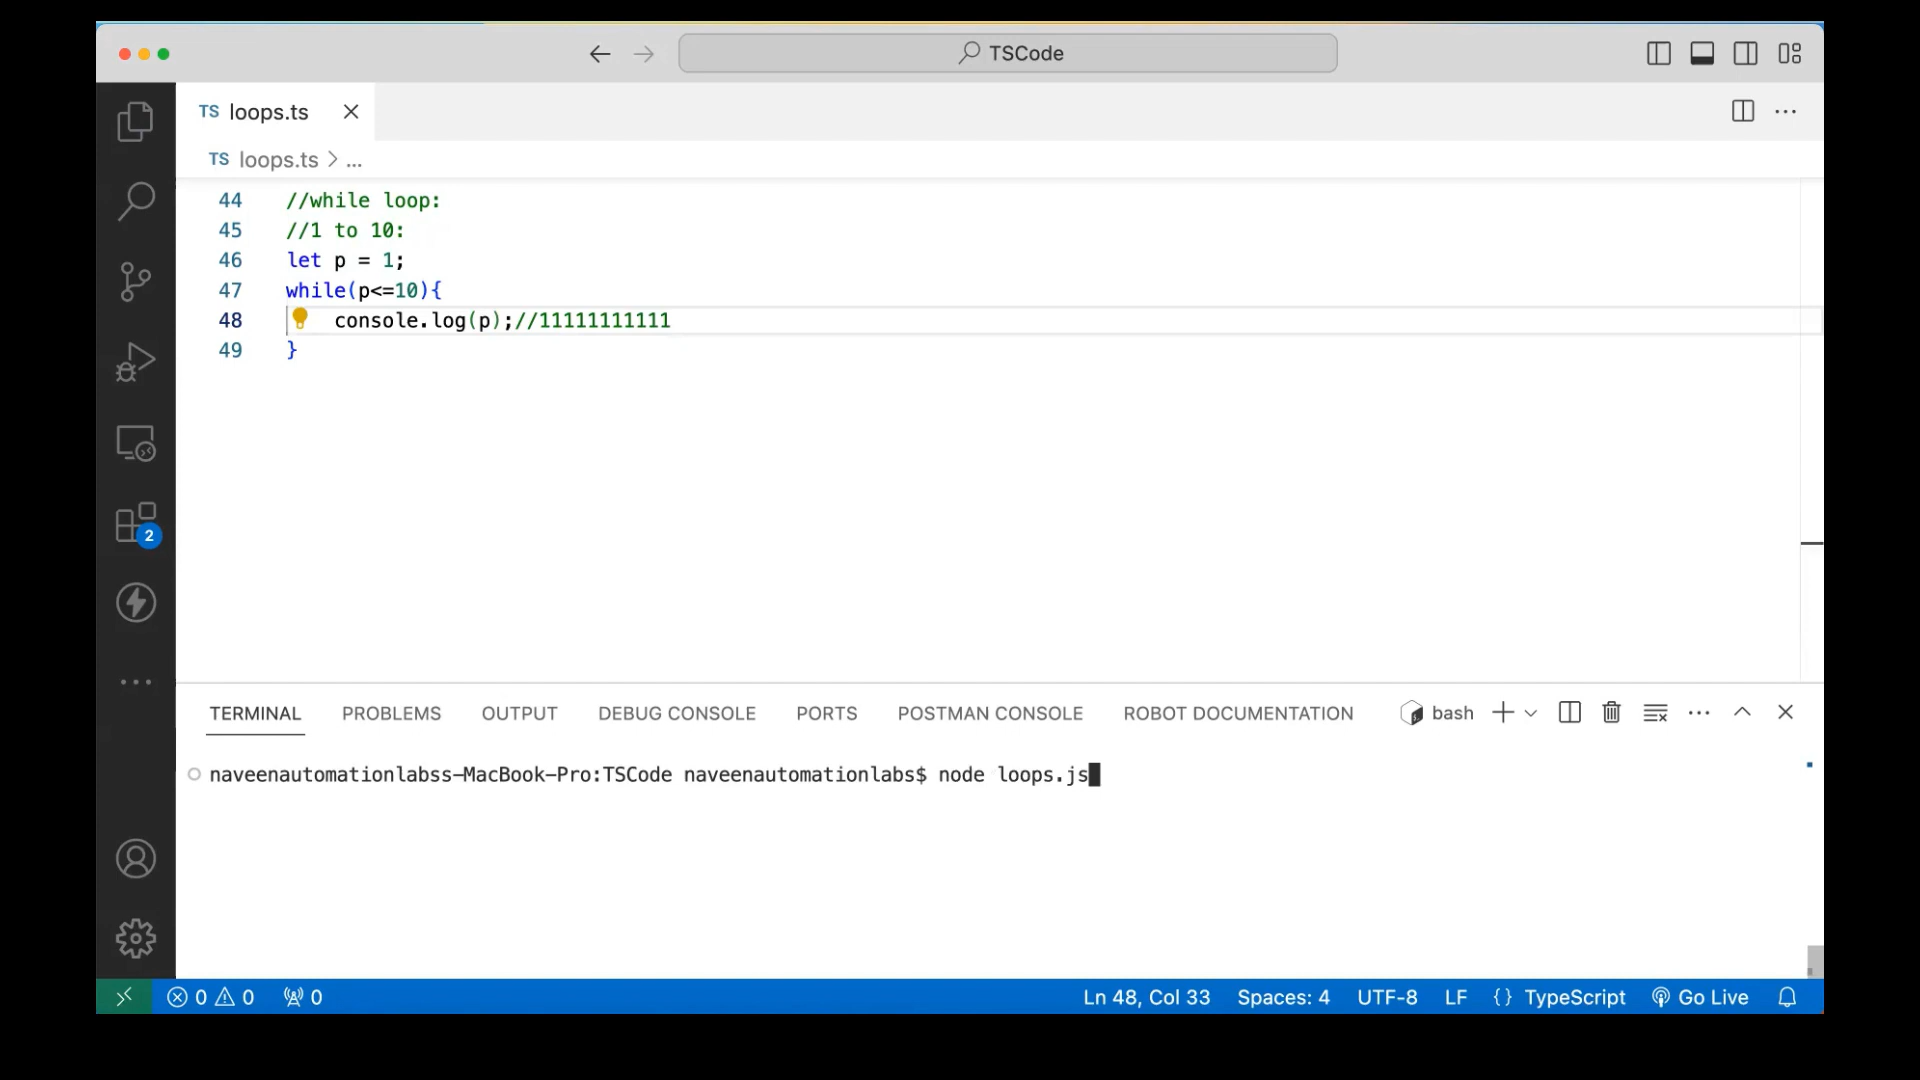 TSCode
TS loops.ts
TS loops.ts > ...
44 //while loop:
45 //1 to 10:
46 let p = 1;
47 while(p<=10){
48 console.log(p);//11111111111
49 }
2
TERMINAL PROBLEMS OUTPUT DEBUG CONSOLE PORTS POSTMAN CONSOLE ROBOT DOCUMENTATION bash
naveenautomationlabss-MacBook-Pro:TSCode naveenautomationlabs$ node loops.js
0 0 0 Ln 48, Col 33 Spaces: 4 UTF-8 LF {} TypeScript Go Live